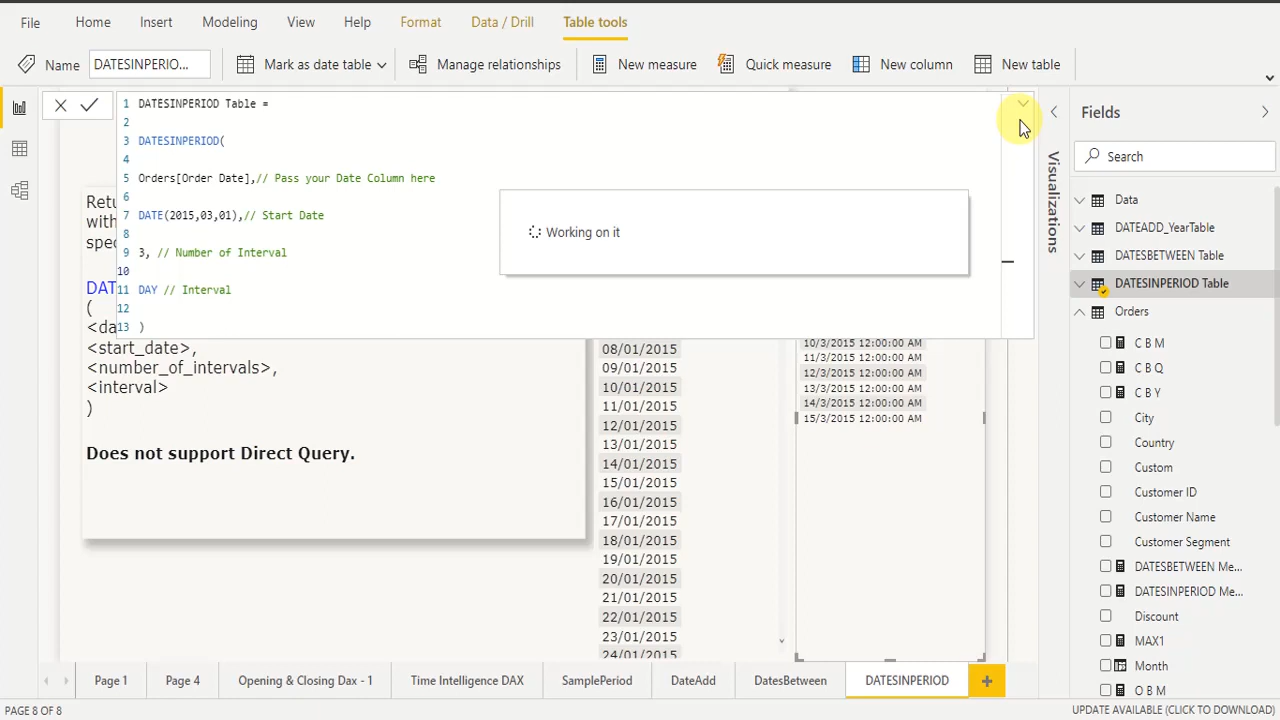 File Home Insert Modeling View Help Format Data / Drill Table tools
Name DATESINPERIO... Mark as date table Manage relationships New measure Quick measure New column New table
1 DATESINPERIOD Table =
2
3 DATESINPERIOD(
4
5 Orders[Order Date],// Pass your Date Column here
6
7 DATE(2015,03,01),// Start Date
8
9 3, // Number of Interval
10
11 DAY // Interval
12
13 )
Working on it
Retu
with
spec
DAT
(
<da
<start_date>,
<number_of_intervals>,
<interval>
)
Does not support Direct Query.
08/01/2015
09/01/2015
10/01/2015
11/01/2015
12/01/2015
13/01/2015
14/01/2015
15/01/2015
16/01/2015
17/01/2015
18/01/2015
19/01/2015
20/01/2015
21/01/2015
22/01/2015
23/01/2015
24/01/2015
10/3/2015 12:00:00 AM
11/3/2015 12:00:00 AM
12/3/2015 12:00:00 AM
13/3/2015 12:00:00 AM
14/3/2015 12:00:00 AM
15/3/2015 12:00:00 AM
Visualizations
Fields
Search
Data
DATEADD_YearTable
DATESBETWEEN Table
DATESINPERIOD Table
Orders
C B M
C B Q
C B Y
City
Country
Custom
Customer ID
Customer Name
Customer Segment
DATESBETWEEN Me...
DATESINPERIOD Me...
Discount
MAX1
Month
O B M
Page 1 Page 4 Opening & Closing Dax - 1 Time Intelligence DAX SamplePeriod DateAdd DatesBetween DATESINPERIOD +
PAGE 8 OF 8
UPDATE AVAILABLE (CLICK TO DOWNLOAD)